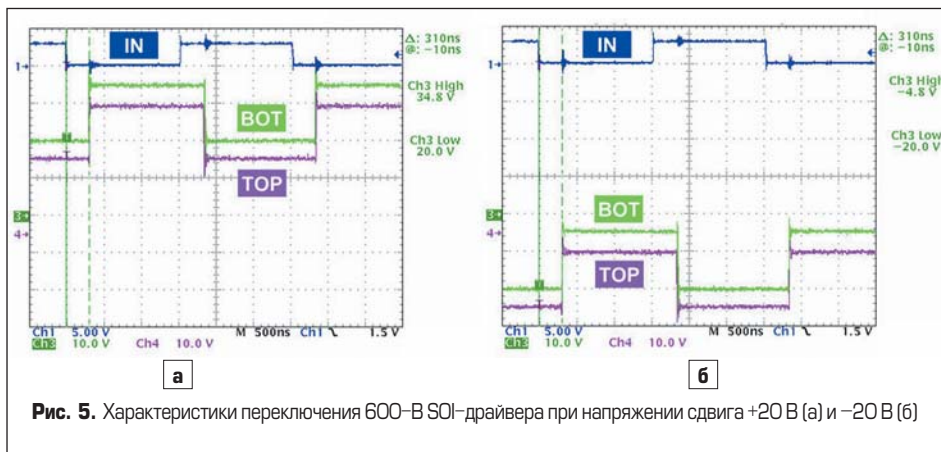 IN
BOT
TOP
1→
3→
4→
Δ: 310ns
@: −10ns
Ch3 High
34.8 V
Ch3 Low
20.0 V
Ch1 5.00 V M 500ns Ch1 1.5 V
Ch3 10.0 V Ch4 10.0 V
а
IN
BOT
TOP
1→
3→
4→
Δ: 310ns
@: −10ns
Ch3 High
−4.8 V
Ch3 Low
−20.0 V
Ch1 5.00 V M 500ns Ch1 1.5 V
Ch3 10.0 V Ch4 10.0 V
б
Рис. 5. Характеристики переключения 600-В SOI-драйвера при напряжении сдвига +20 В (а) и −20 В (б)